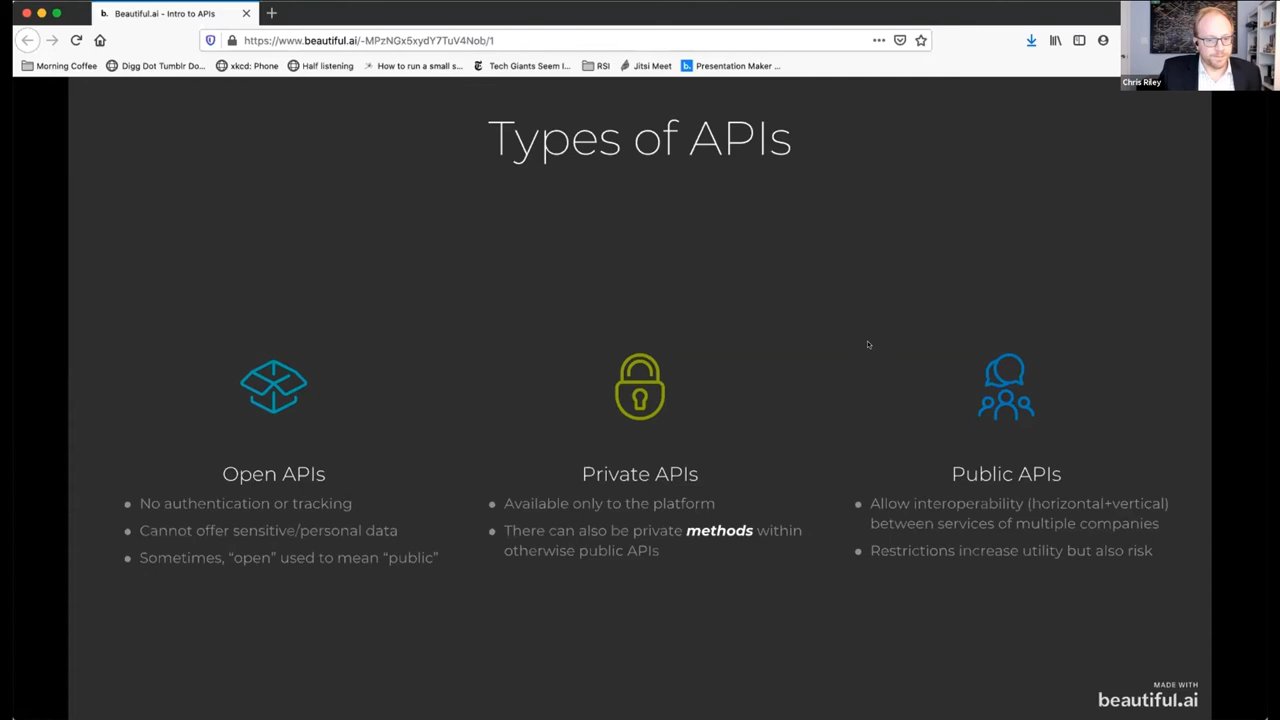 b. Beautiful.ai - Intro to APIs
https://www.beautiful.ai/-MPzNGx5xydY7TuV4Nob/1
Morning Coffee
Digg Dot Tumblr Do...
xkcd: Phone
Half listening
How to run a small s...
Tech Giants Seem I...
RSI
Jitsi Meet
b. Presentation Maker ...
Chris Riley
Types of APIs
Open APIs
● No authentication or tracking
● Cannot offer sensitive/personal data
● Sometimes, “open” used to mean “public”
Private APIs
● Available only to the platform
● There can also be private methods within
otherwise public APIs
Public APIs
● Allow interoperability (horizontal+vertical)
between services of multiple companies
● Restrictions increase utility but also risk
MADE WITH
beautiful.ai